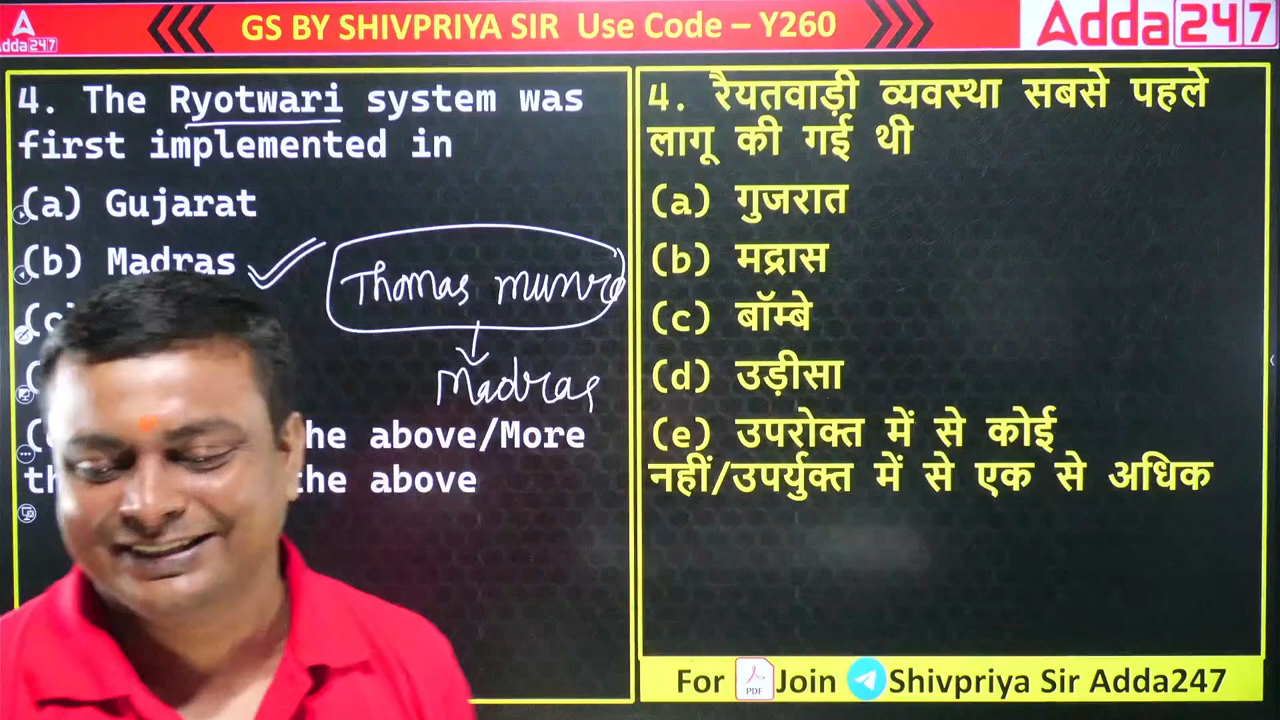 GS BY SHIVPRIYA SIR Use Code – Y260
Adda247
Adda247
4. The Ryotwari system was
first implemented in
(a) Gujarat
(b) Madras
Thomas munro
Madras
the above/More
the above
4. रैयतवाड़ी व्यवस्था सबसे पहले
लागू की गई थी
(a) गुजरात
(b) मद्रास
(c) बॉम्बे
(d) उड़ीसा
(e) उपरोक्त में से कोई
नहीं/उपर्युक्त में से एक से अधिक
For PDF Join Shivpriya Sir Adda247